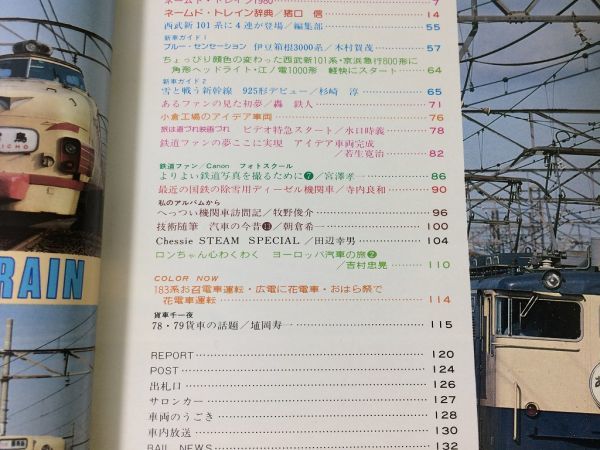 ネームド・トレイン1980 7
ネームド・トレイン辞典／猪口 信 14
西武新101系に4連が登場／編集部 55
新車ガイド1
ブルー・センセーション 伊豆箱根3000系／木村賀茂 57
ちょっぴり顔色の変わった西武新101系・京浜急行800形に
角形ヘッドライト・江ノ電1000形 軽快にスタート 64
新車ガイド2
雪と戦う新幹線 925形デビュー／杉崎 淳 65
あるファンの見た初夢／轟 鉄人 71
小倉工場のアイデア車両 76
旅は道づれ映画づれ ビデオ特急スタート／水口時義 78
鉄道ファンの夢ここに実現 アイデア車両完成
／若生寛治 82
鉄道ファン／Canon フォトスクール
よりよい鉄道写真を撮るために❼／宮澤孝一 86
最近の国鉄の除雪用ディーゼル機関車／寺内良和 90
私のアルバムから
へっつい機関車訪問記／牧野俊介 96
技術随筆 汽車の今昔⓭／朝倉希一 100
Chessie STEAM SPECIAL／田辺幸男 104
ロンちゃん心わくわく ヨーロッパ汽車の旅❷
／吉村忠晃 110
COLOR NOW
183系お召電車運転・広電に花電車・おはら祭で
花電車運転 114
貨車千一夜
78・79貨車の話題／埴岡寿一 115
REPORT 120
POST 124
出札口 126
サロンカー 127
車両のうごき 128
車内放送 130
RAIL NEWS 132
RAIN